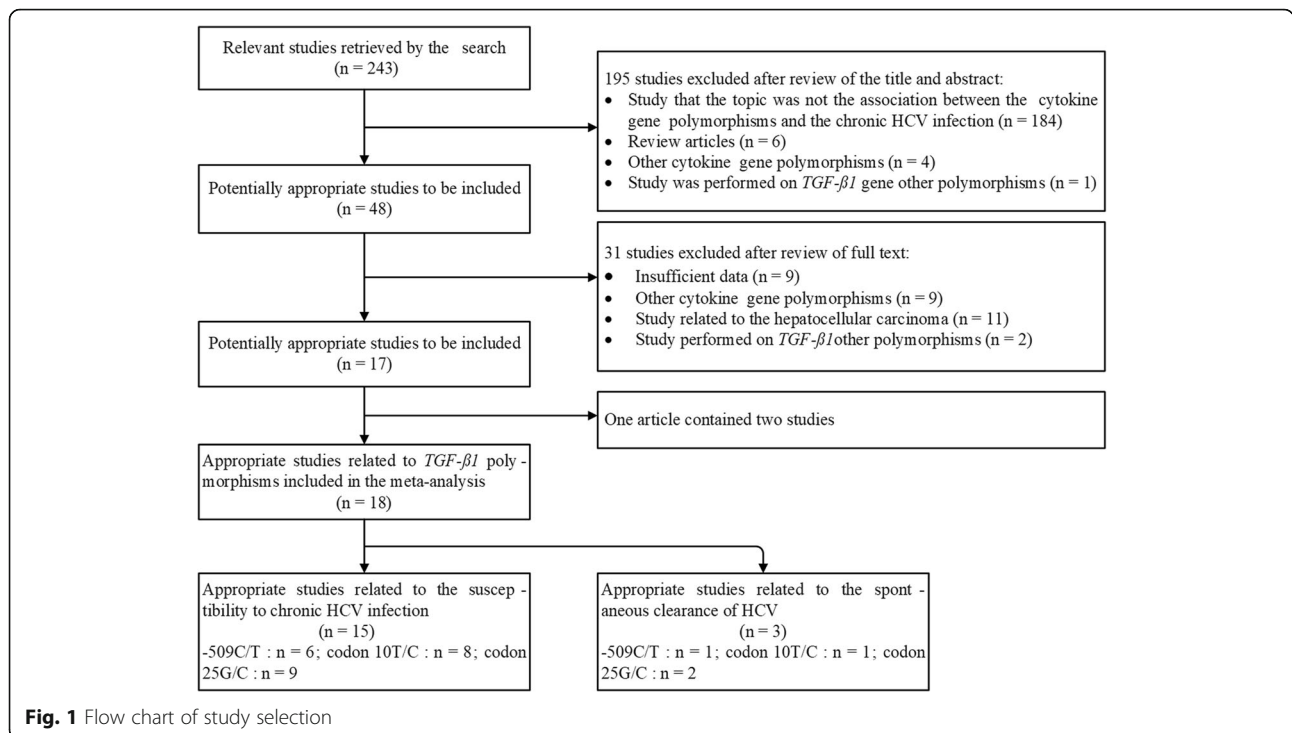 Relevant studies retrieved by the search
(n = 243)
195 studies excluded after review of the title and abstract:
• Study that the topic was not the association between the cytokine
gene polymorphisms and the chronic HCV infection (n = 184)
• Review articles (n = 6)
• Other cytokine gene polymorphisms (n = 4)
• Study was performed on TGF-β1 gene other polymorphisms (n = 1)
Potentially appropriate studies to be included
(n = 48)
31 studies excluded after review of full text:
• Insufficient data (n = 9)
• Other cytokine gene polymorphisms (n = 9)
• Study related to the hepatocellular carcinoma (n = 11)
• Study performed on TGF-β1other polymorphisms (n = 2)
Potentially appropriate studies to be included
(n = 17)
One article contained two studies
Appropriate studies related to TGF-β1 poly -
morphisms included in the meta-analysis
(n = 18)
Appropriate studies related to the suscep -
tibility to chronic HCV infection
(n = 15)
-509C/T : n = 6; codon 10T/C : n = 8; codon
25G/C : n = 9
Appropriate studies related to the spont -
aneous clearance of HCV
(n = 3)
-509C/T : n = 1; codon 10T/C : n = 1; codon
25G/C : n = 2
Fig. 1 Flow chart of study selection